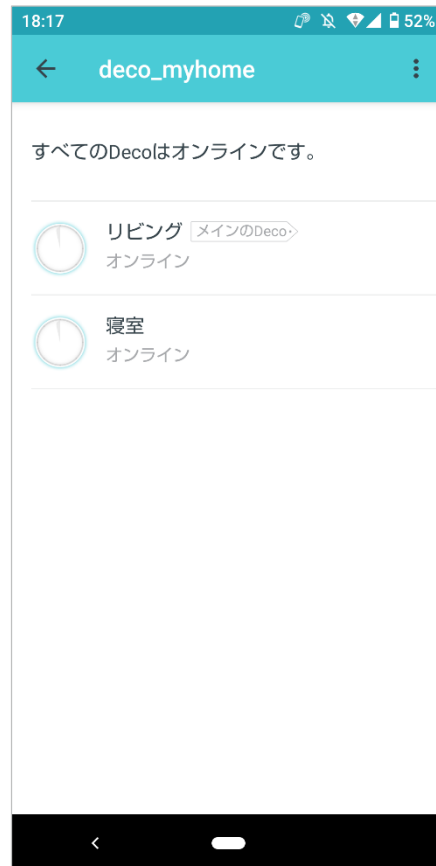 18:17
52%
deco_myhome
すべてのDecoはオンラインです。
リビング メインのDeco
オンライン
寝室
オンライン